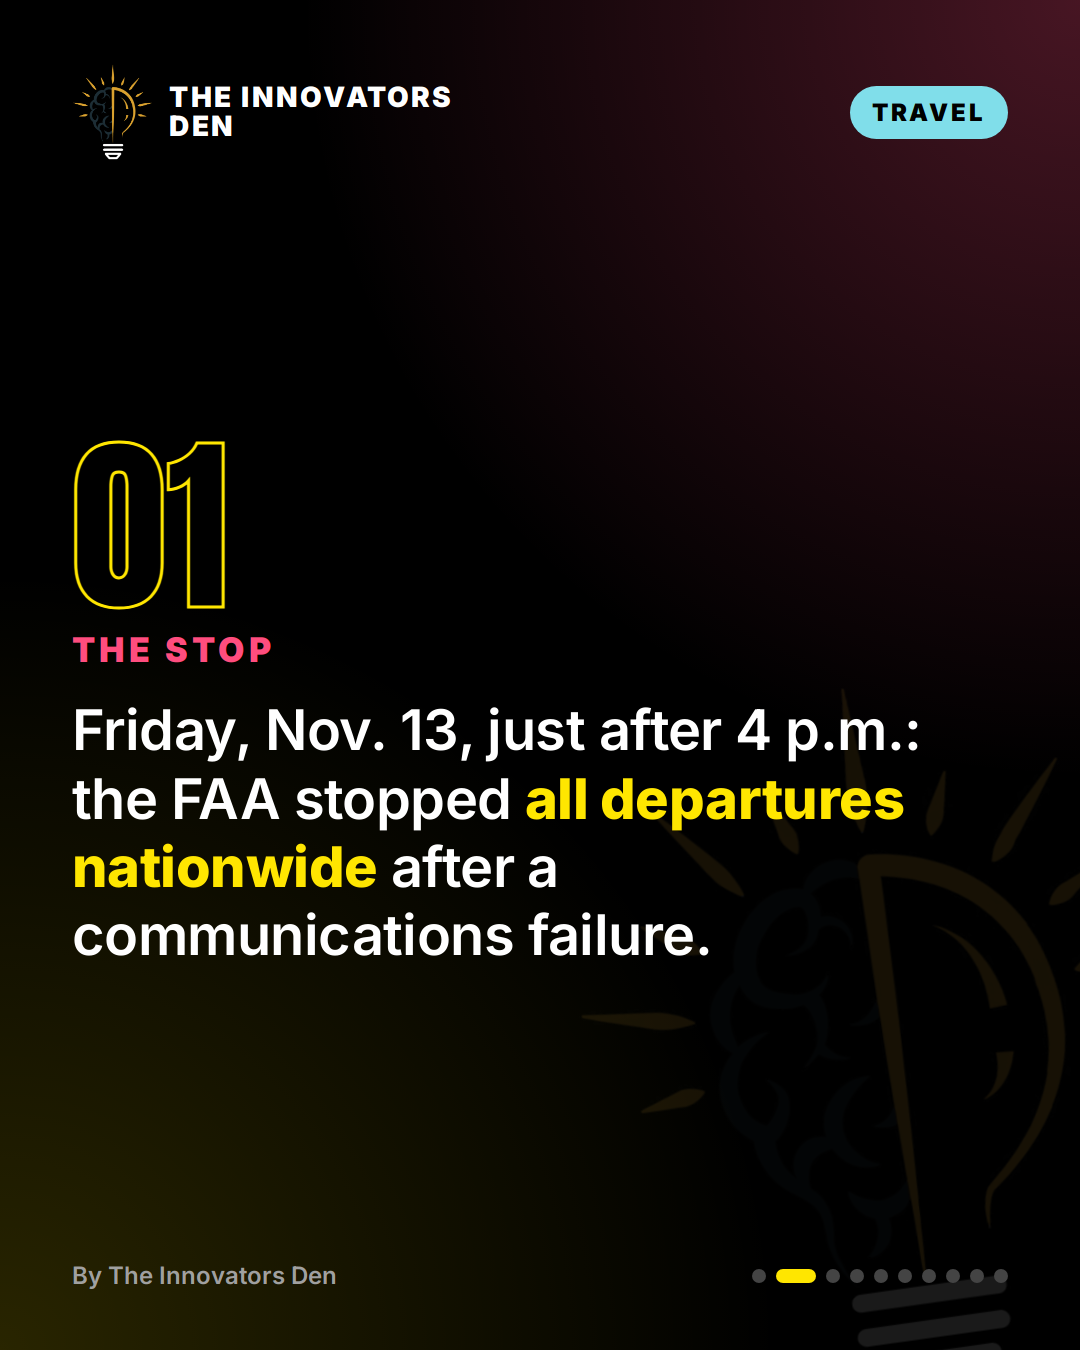 THE INNOVATORS
DEN
TRAVEL
01
THE STOP
Friday, Nov. 13, just after 4 p.m.:
the FAA stopped all departures
nationwide after a
communications failure.
By The Innovators Den